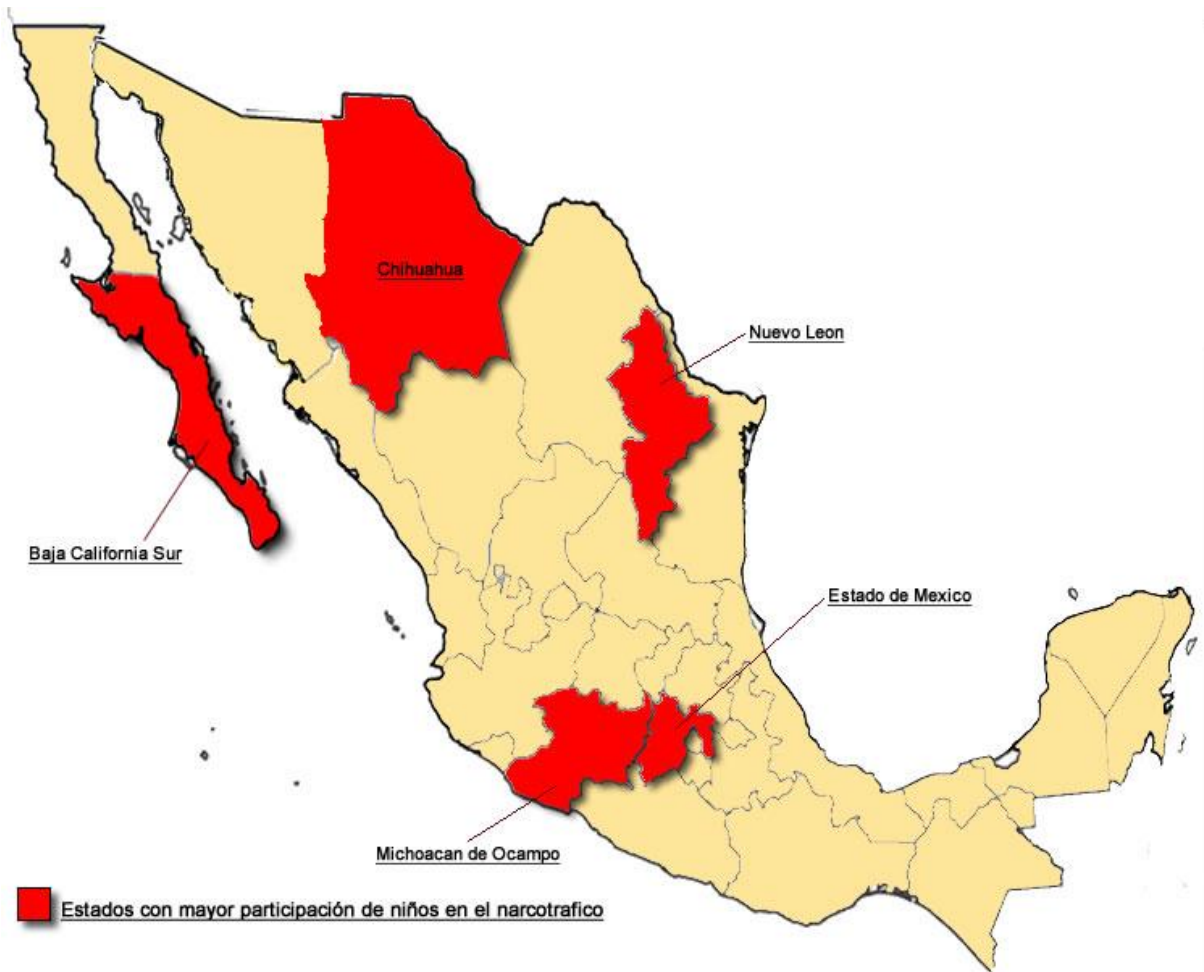 Chihuahua
Nuevo Leon
Baja California Sur
Estado de Mexico
Michoacan de Ocampo
Estados con mayor participación de niños en el narcotrafico